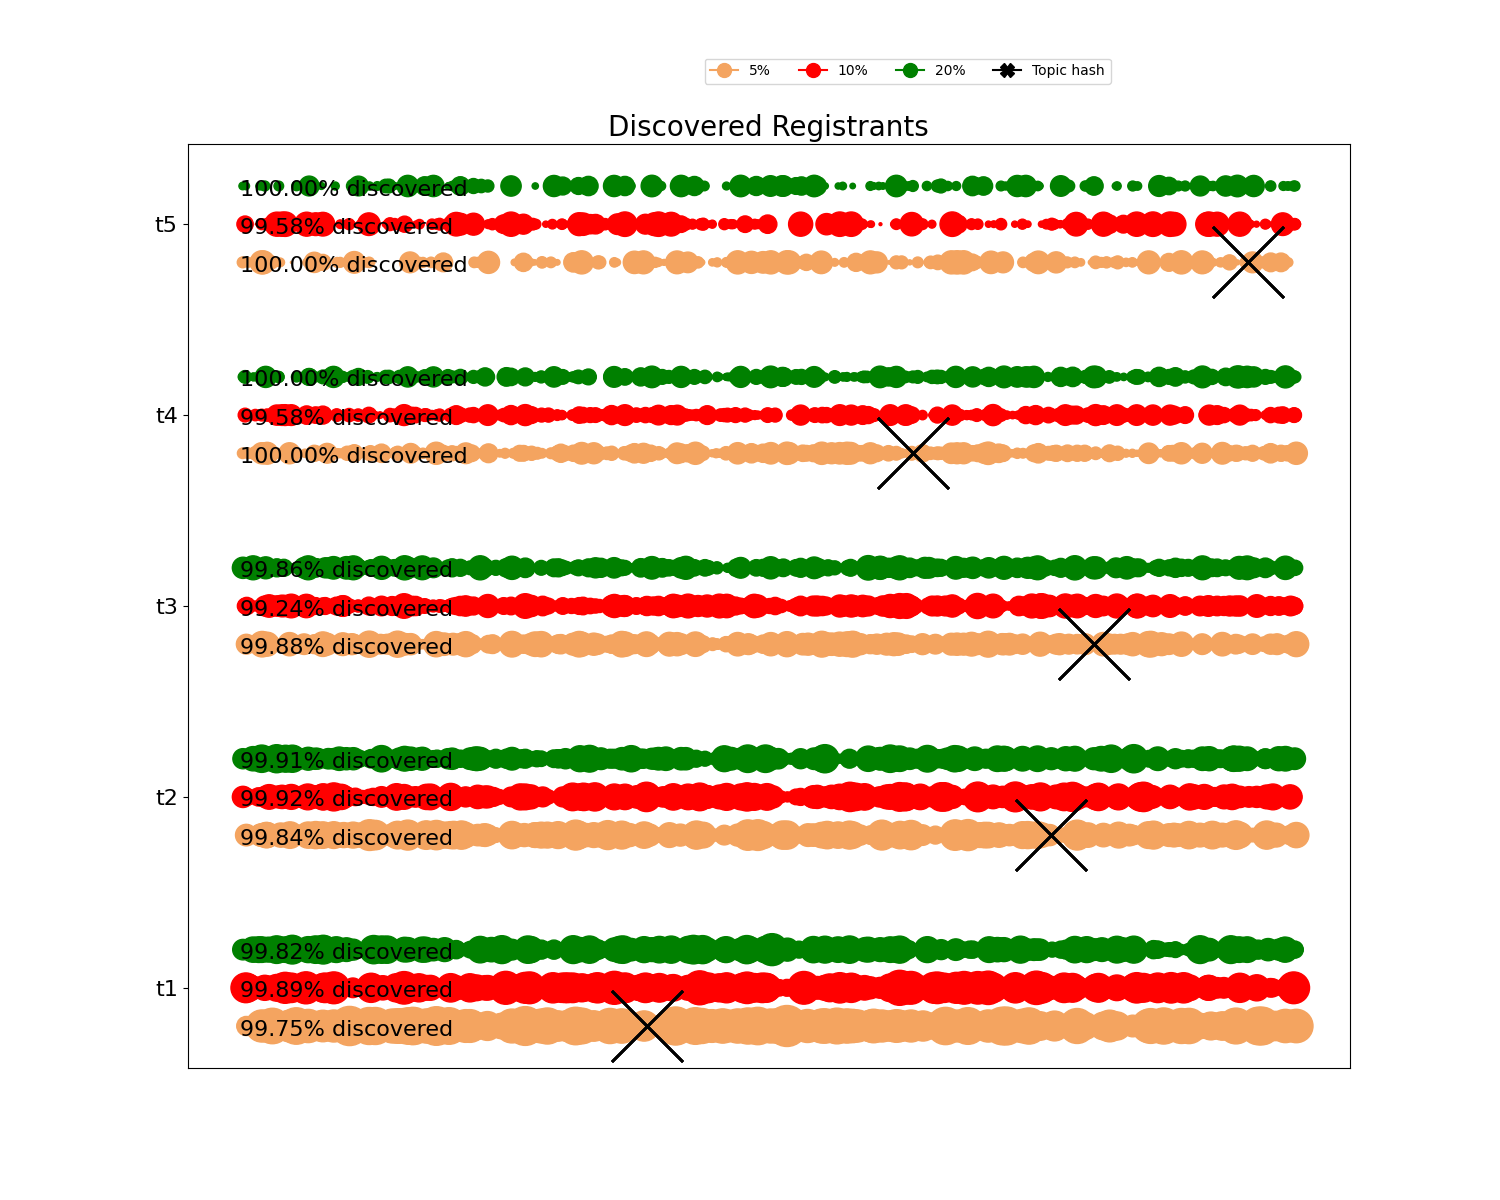 5% 10% 20% Topic hash
Discovered Registrants
100.00% discovered
t5 99.58% discovered
100.00% discovered
100.00% discovered
t4 99.58% discovered
100.00% discovered
99.86% discovered
t3 99.24% discovered
99.88% discovered
99.91% discovered
t2 99.92% discovered
99.84% discovered
99.82% discovered
t1 99.89% discovered
99.75% discovered